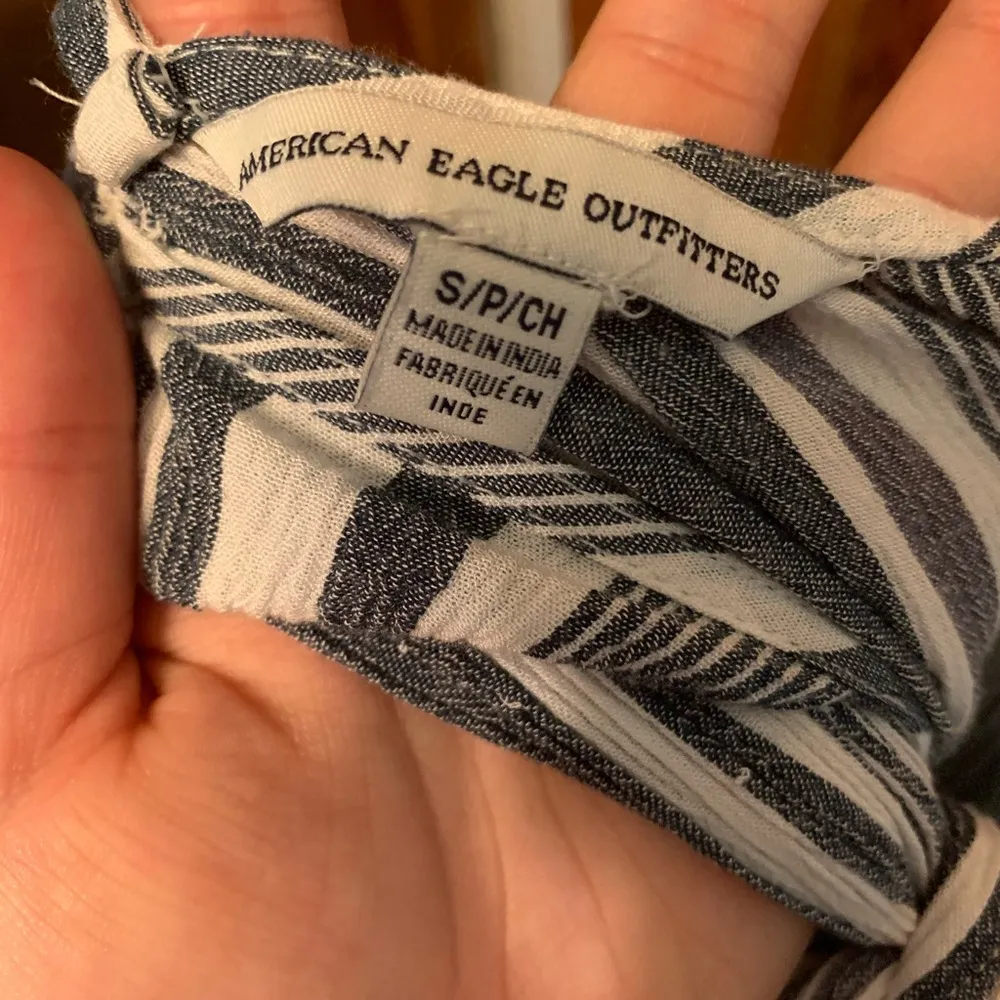 AMERICAN EAGLE OUTFITTERS
S/P/CH
MADE IN INDIA
FABRIQUÉ EN
INDE